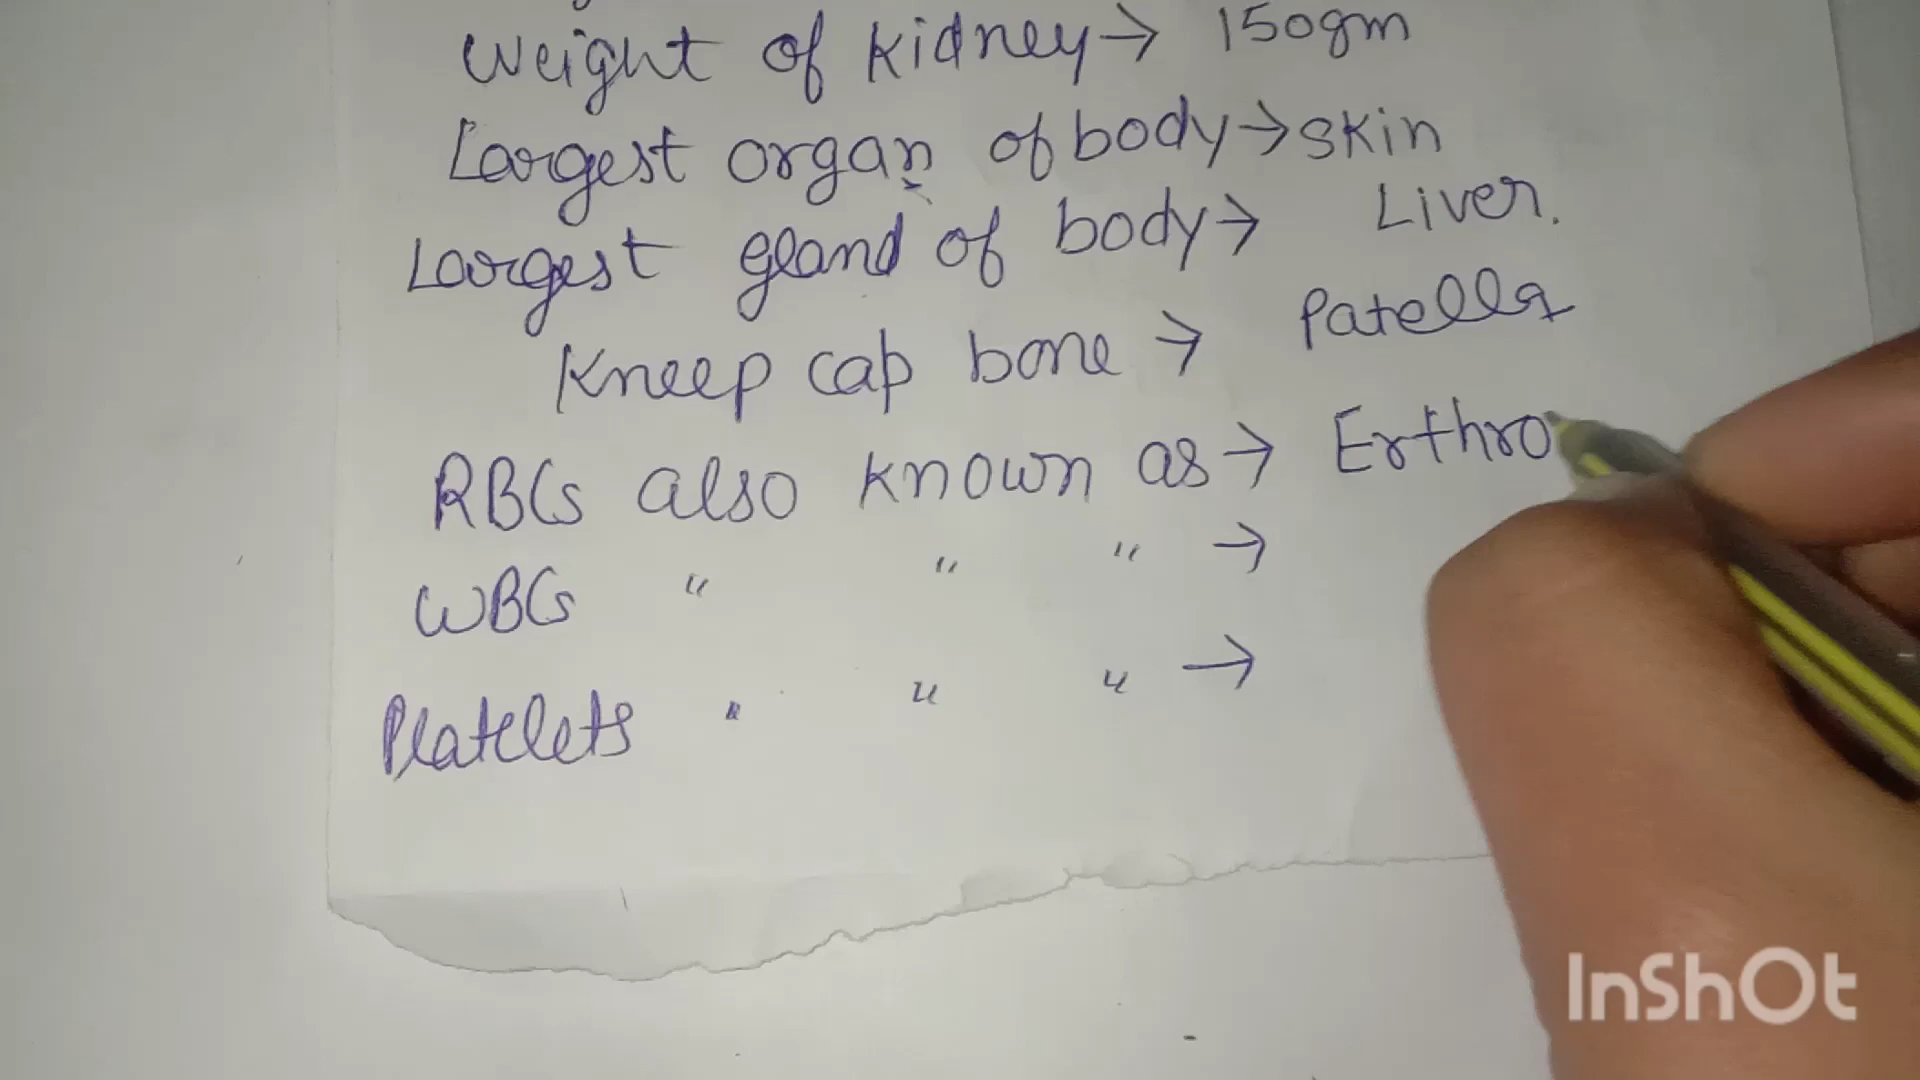 Weight of kidney → 150gm
Largest organ of body → skin
Largest gland of body → Liver.
Kneep cap bone → Patella
RBCs also known as → Erthro
WBCs " " " →
Platelets " " " →
InShOt